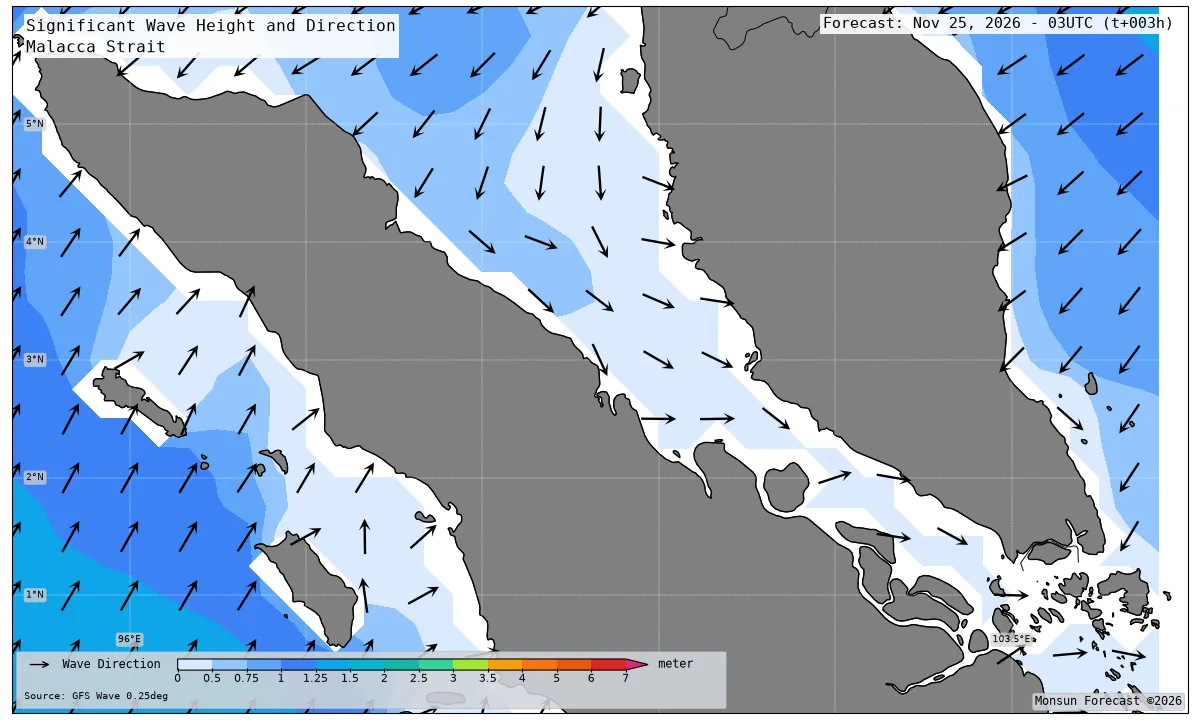 Significant Wave Height and Direction
Malacca Strait
Forecast: Nov 25, 2026 - 03UTC (t+003h)
5°N
4°N
3°N
2°N
1°N
96°E
103.5°E
Wave Direction
meter
0 0.5 0.75 1 1.25 1.5 2 2.5 3 3.5 4 5 6 7
Source: GFS Wave 0.25deg
Monsun Forecast ©2026